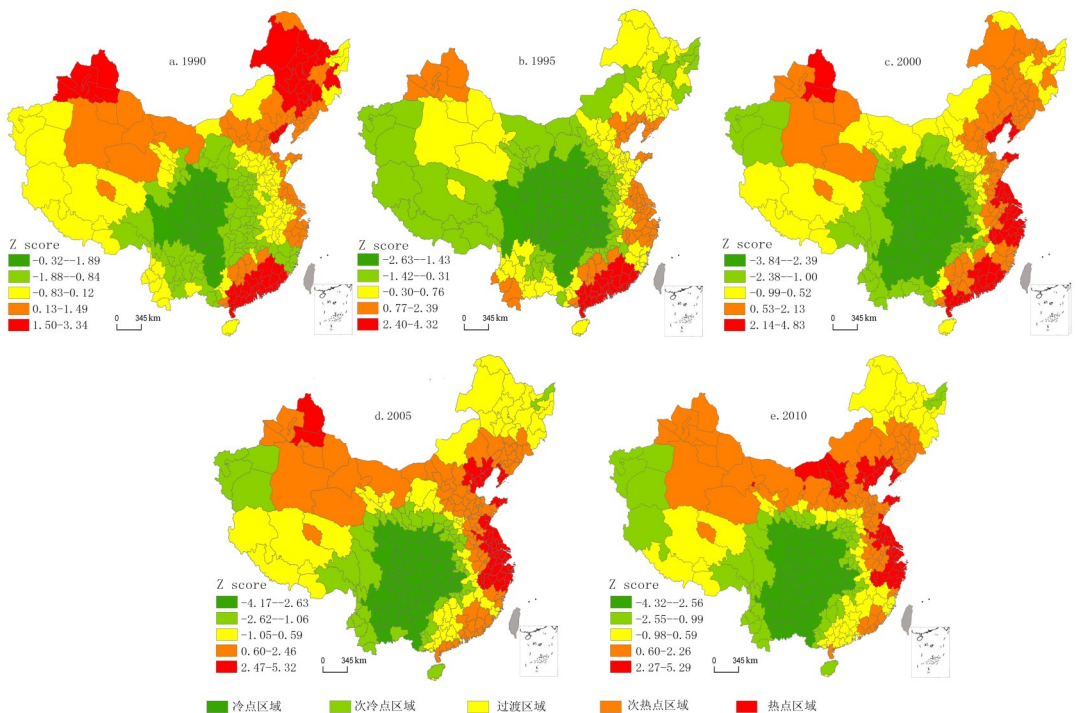 a.1990
Z score
-0.32--1.89
-1.88--0.84
-0.83-0.12
0.13-1.49
1.50-3.34
0 345 km
b.1995
Z score
-2.63--1.43
-1.42--0.31
-0.30-0.76
0.77-2.39
2.40-4.32
0 345 km
c.2000
Z score
-3.84--2.39
-2.38--1.00
-0.99-0.52
0.53-2.13
2.14-4.83
0 345 km
d.2005
Z score
-4.17--2.63
-2.62--1.06
-1.05-0.59
0.60-2.46
2.47-5.32
0 345 km
e.2010
Z score
-4.32--2.56
-2.55--0.99
-0.98-0.59
0.60-2.26
2.27-5.29
0 345 km
冷点区域 次冷点区域 过渡区域 次热点区域 热点区域